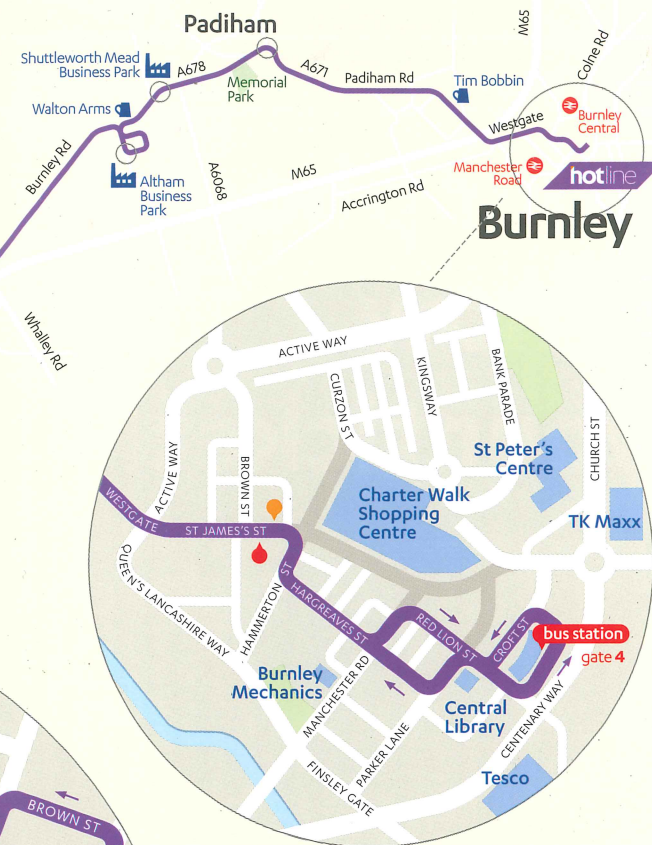 M65
Colne Rd
Padiham
Shuttleworth Mead
Business Park
A678
A671
Padiham Rd
Tim Bobbin
Memorial
Park
Walton Arms
Burnley
Central
Westgate
Burnley Rd
Altham
Business
Park
A6068
M65
Manchester
Road
hotline
Accrington Rd
Burnley
Whalley Rd
ACTIVE WAY
CURZON ST
KINGSWAY
BANK PARADE
CHURCH ST
ACTIVE WAY
BROWN ST
St Peter's
Centre
Charter Walk
Shopping
Centre
TK Maxx
WESTGATE
ST JAMES'S ST
QUEEN'S LANCASHIRE WAY
HAMMERTON ST
HARGREAVES ST
RED LION ST
CROFT ST
bus station
gate 4
Burnley
Mechanics
MANCHESTER RD
Central
Library
CENTENARY WAY
PARKER LANE
FINSLEY GATE
Tesco
BROWN ST